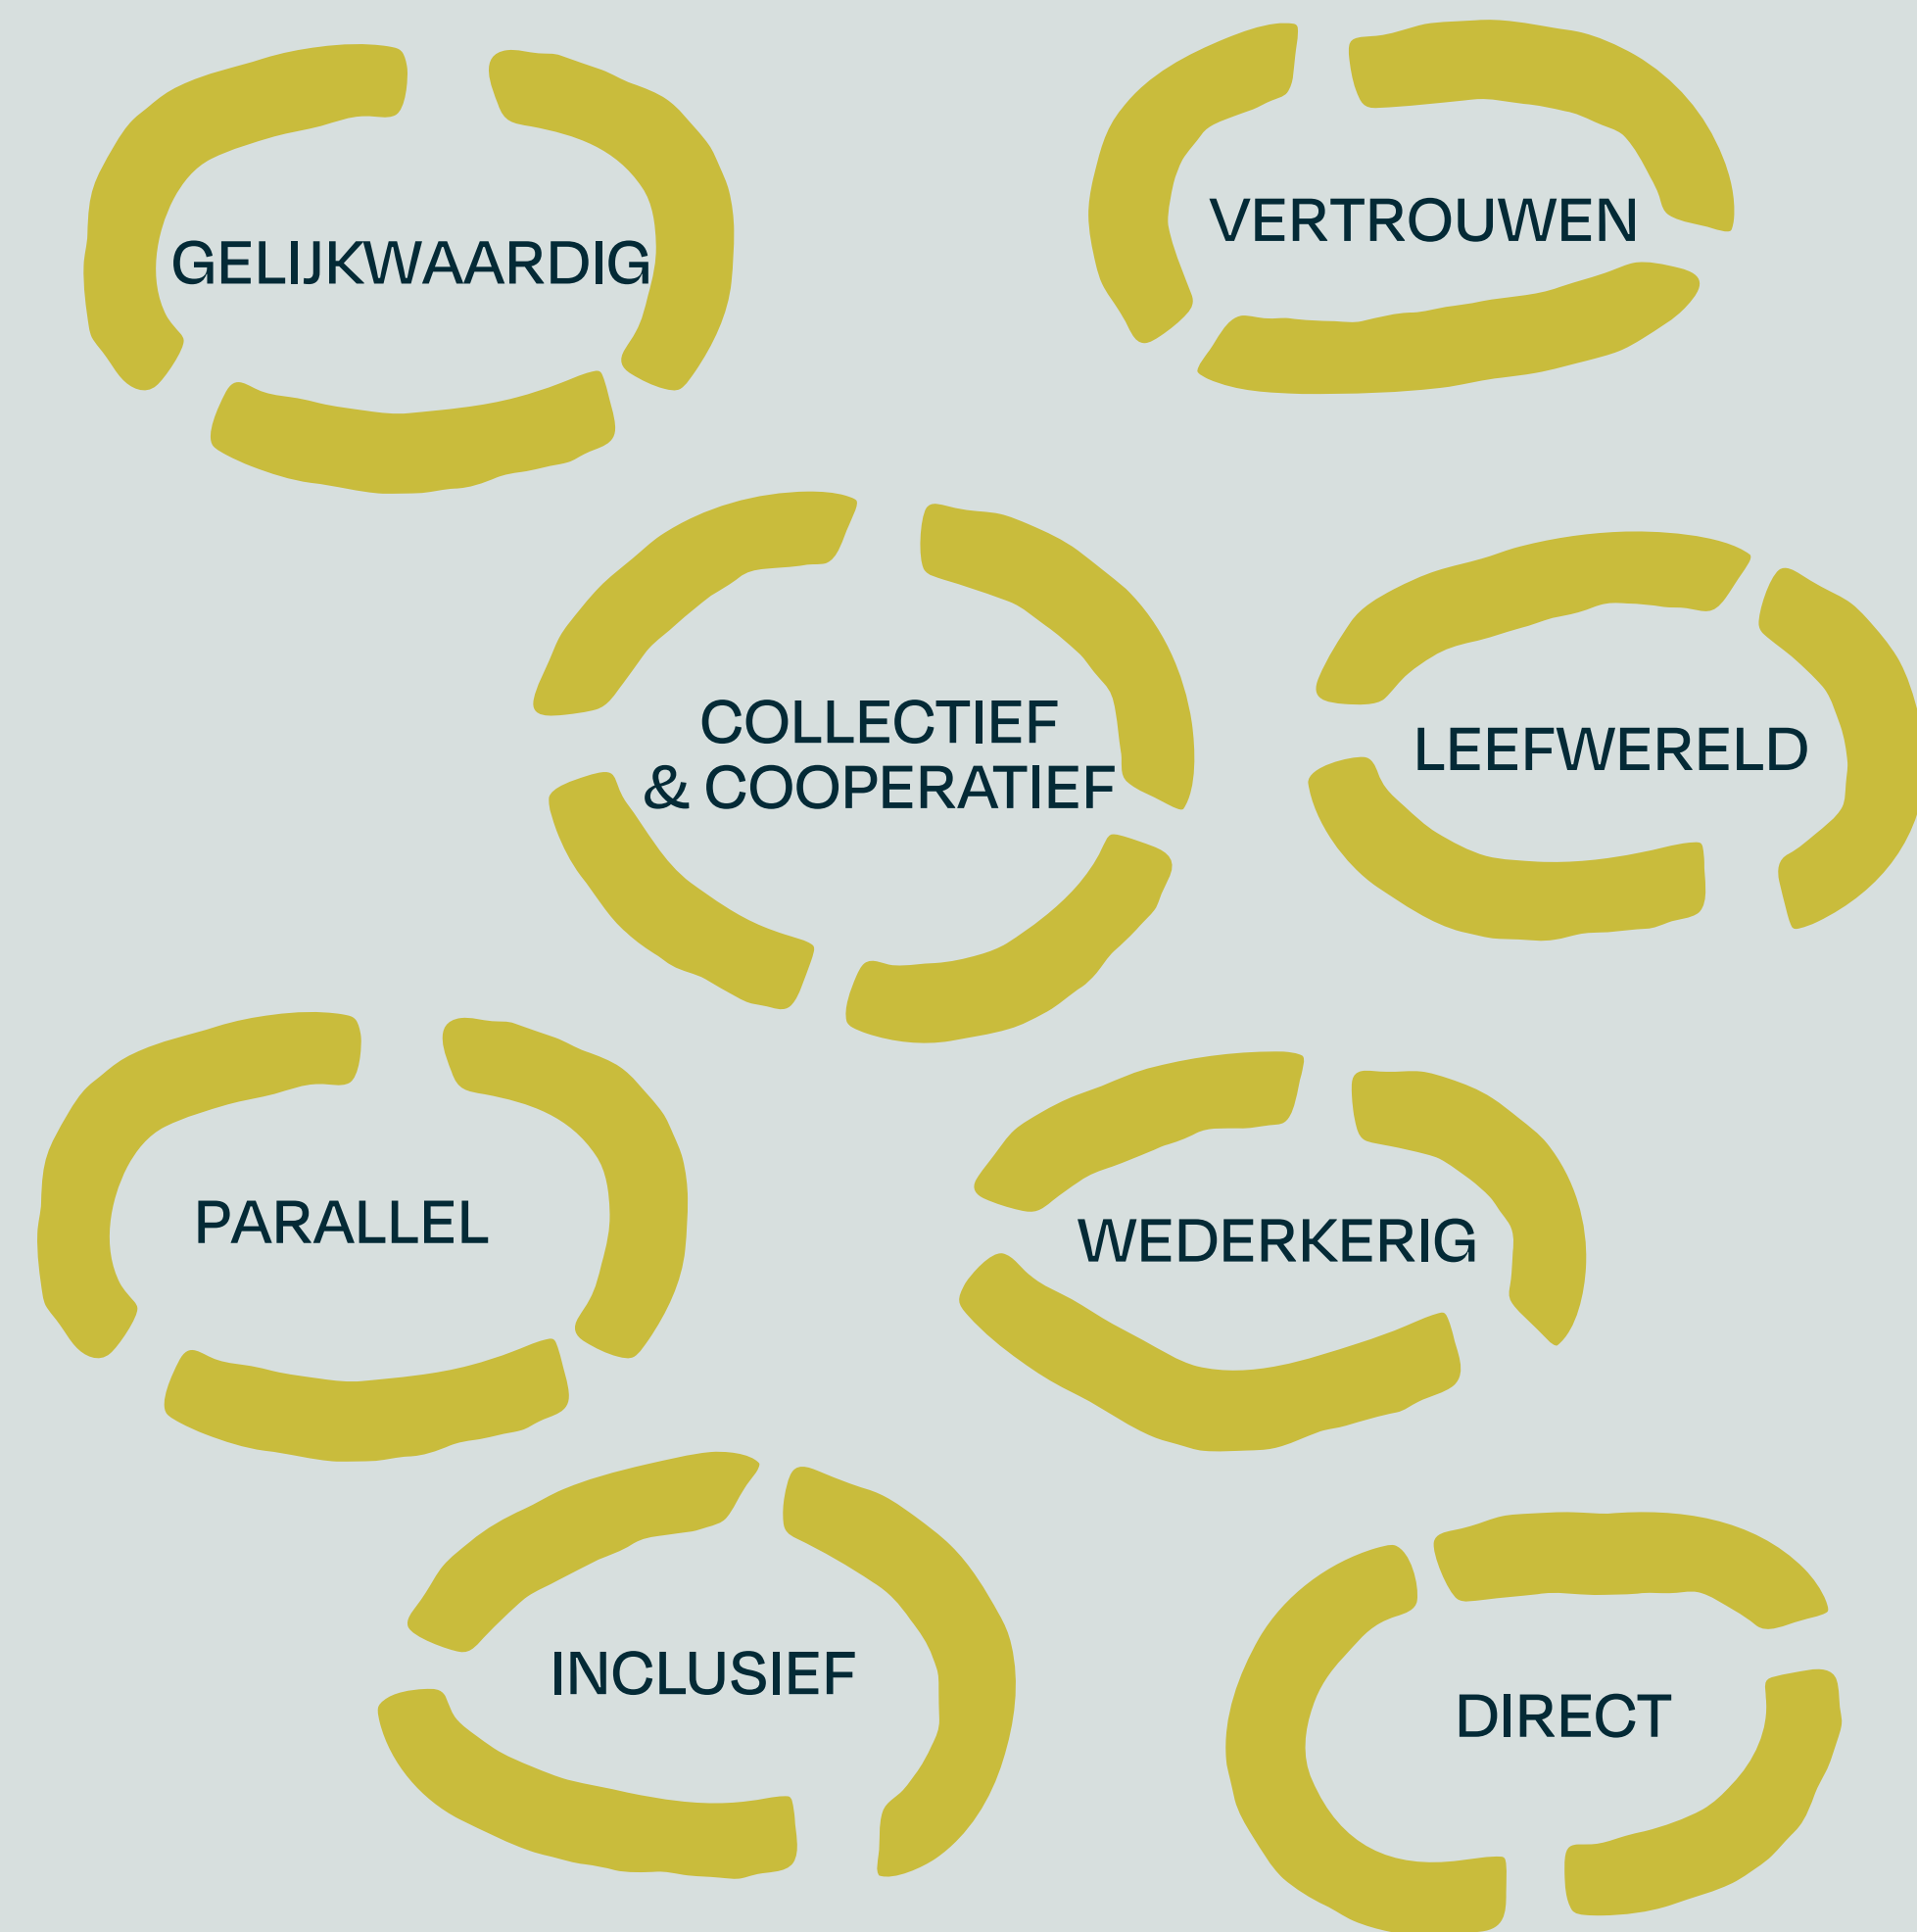 GELIJKWAARDIG
VERTROUWEN
COLLECTIEF
& COOPERATIEF
LEEFWERELD
PARALLEL
WEDERKERIG
INCLUSIEF
DIRECT